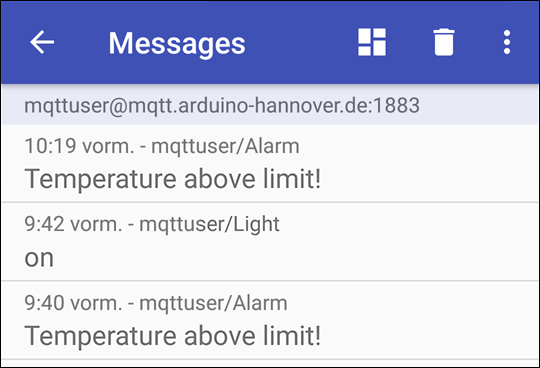 Messages
mqttuser@mqtt.arduino-hannover.de:1883
10:19 vorm. - mqttuser/Alarm
Temperature above limit!
9:42 vorm. - mqttuser/Light
on
9:40 vorm. - mqttuser/Alarm
Temperature above limit!